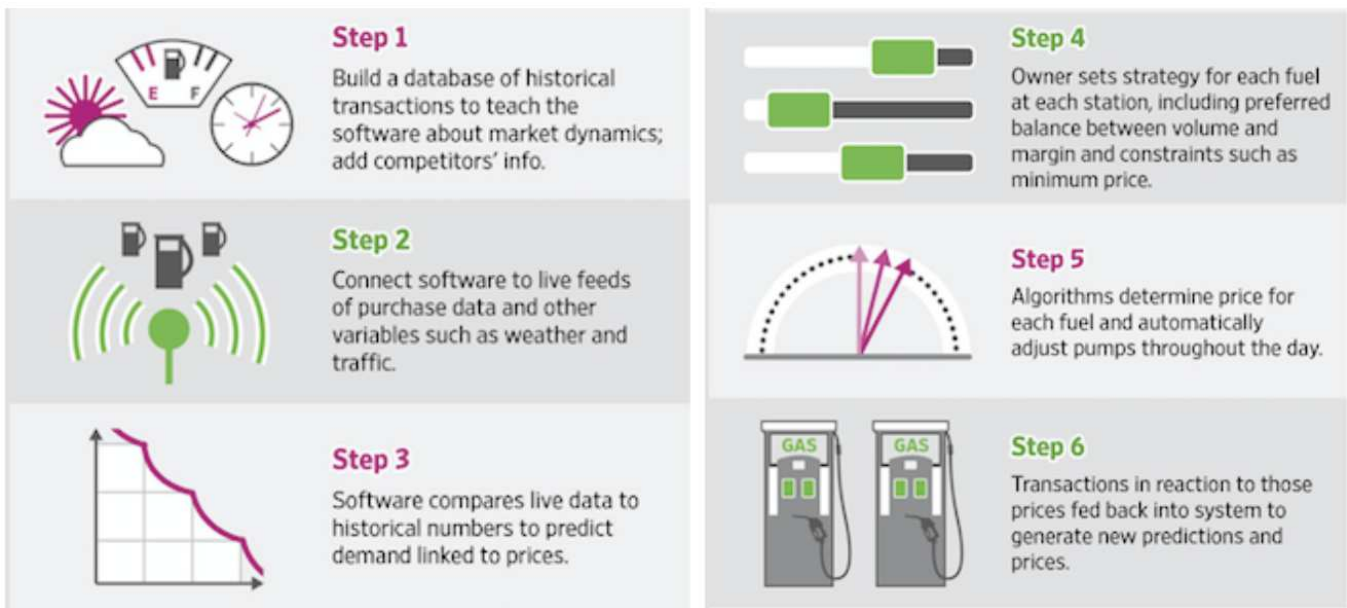 E F
Step 1
Build a database of historical
transactions to teach the
software about market dynamics;
add competitors' info.
Step 2
Connect software to live feeds
of purchase data and other
variables such as weather and
traffic.
Step 3
Software compares live data to
historical numbers to predict
demand linked to prices.
Step 4
Owner sets strategy for each fuel
at each station, including preferred
balance between volume and
margin and constraints such as
minimum price.
Step 5
Algorithms determine price for
each fuel and automatically
adjust pumps throughout the day.
GAS GAS
Step 6
Transactions in reaction to those
prices fed back into system to
generate new predictions and
prices.